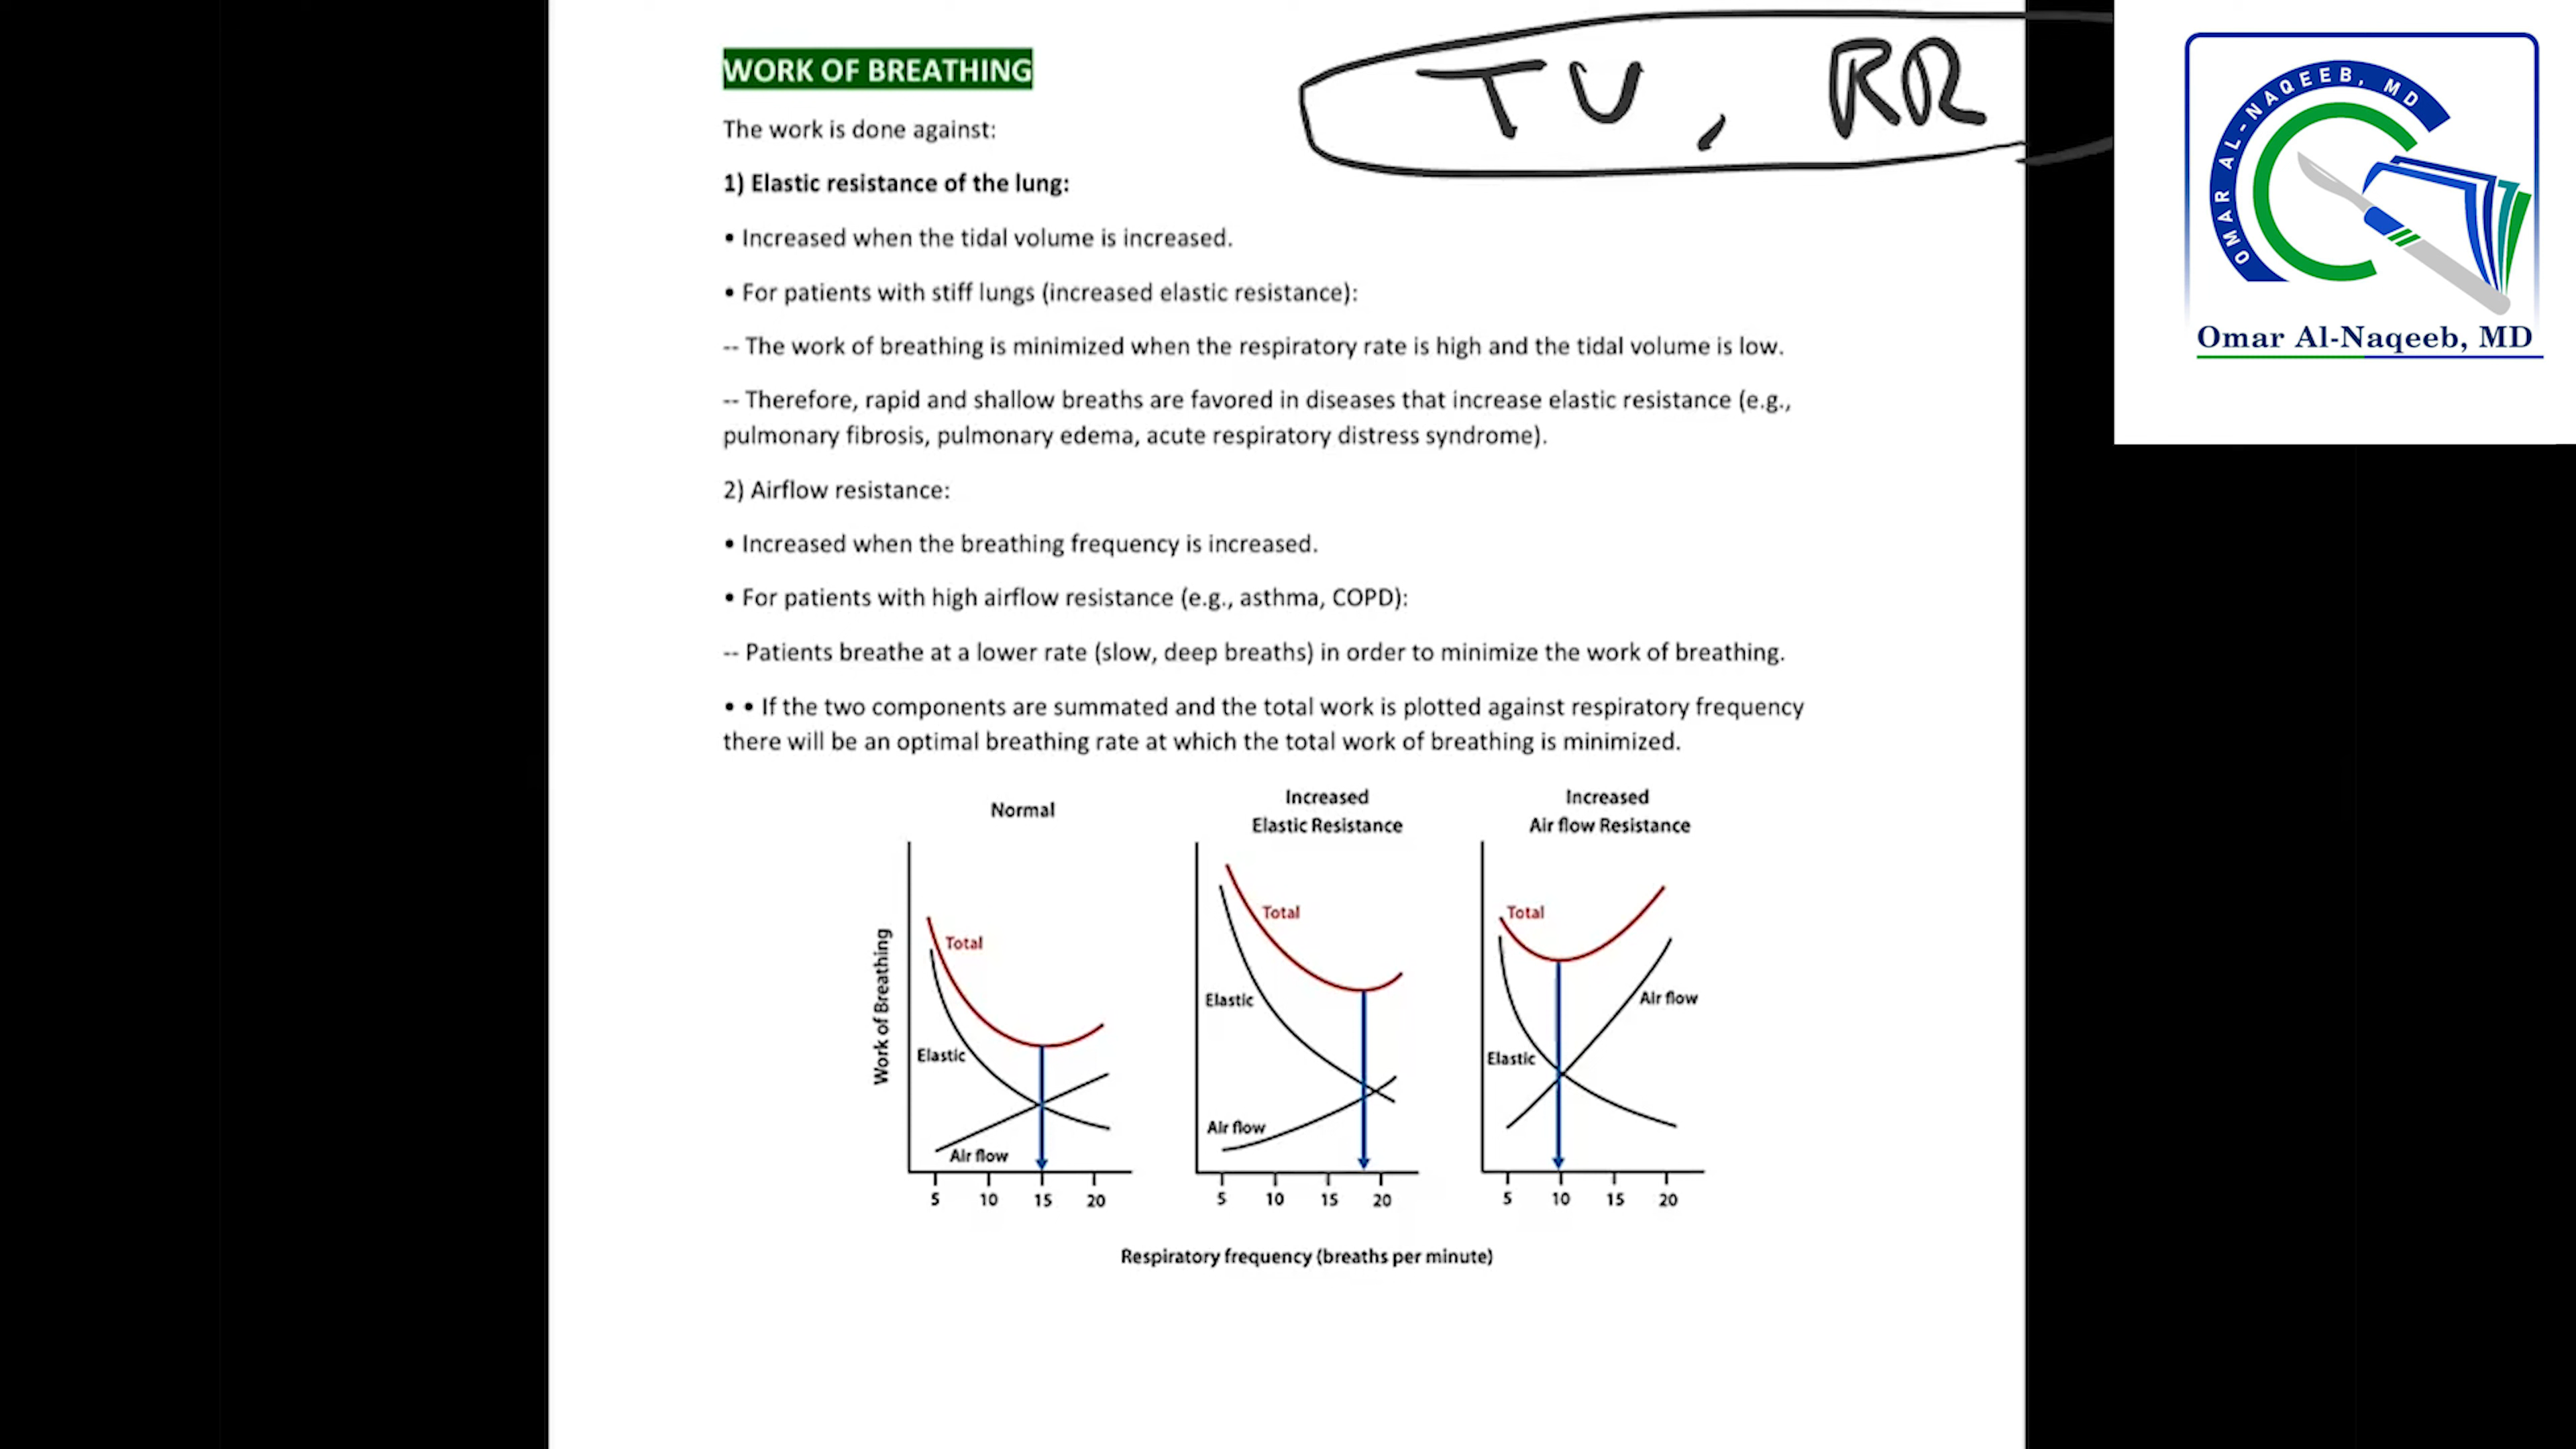 WORK OF BREATHING
TV, RR
The work is done against:
1) Elastic resistance of the lung:
• Increased when the tidal volume is increased.
• For patients with stiff lungs (increased elastic resistance):
-- The work of breathing is minimized when the respiratory rate is high and the tidal volume is low.
-- Therefore, rapid and shallow breaths are favored in diseases that increase elastic resistance (e.g.,
pulmonary fibrosis, pulmonary edema, acute respiratory distress syndrome).
2) Airflow resistance:
• Increased when the breathing frequency is increased.
• For patients with high airflow resistance (e.g., asthma, COPD):
-- Patients breathe at a lower rate (slow, deep breaths) in order to minimize the work of breathing.
• • If the two components are summated and the total work is plotted against respiratory frequency
there will be an optimal breathing rate at which the total work of breathing is minimized.
Normal
Work of Breathing
Total
Elastic
Air flow
5 10 15 20
Increased
Elastic Resistance
Total
Elastic
Air flow
5 10 15 20
Increased
Air flow Resistance
Total
Air flow
Elastic
5 10 15 20
Respiratory frequency (breaths per minute)
OMAR AL-NAQEEB, MD
Omar Al-Naqeeb, MD